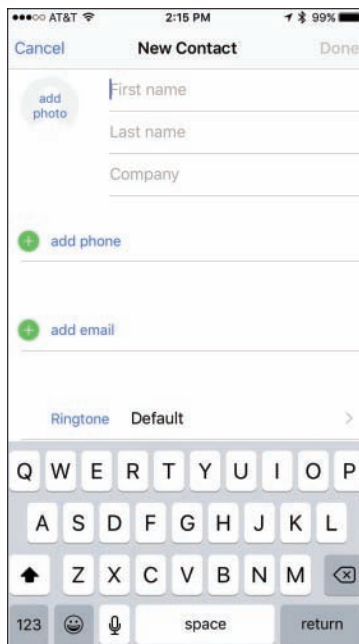 AT&T 2:15 PM 99%
Cancel New Contact Done
add photo
First name
Last name
Company
add phone
add email
Ringtone Default
Q W E R T Y U I O P
A S D F G H J K L
Z X C V B N M
123 space return